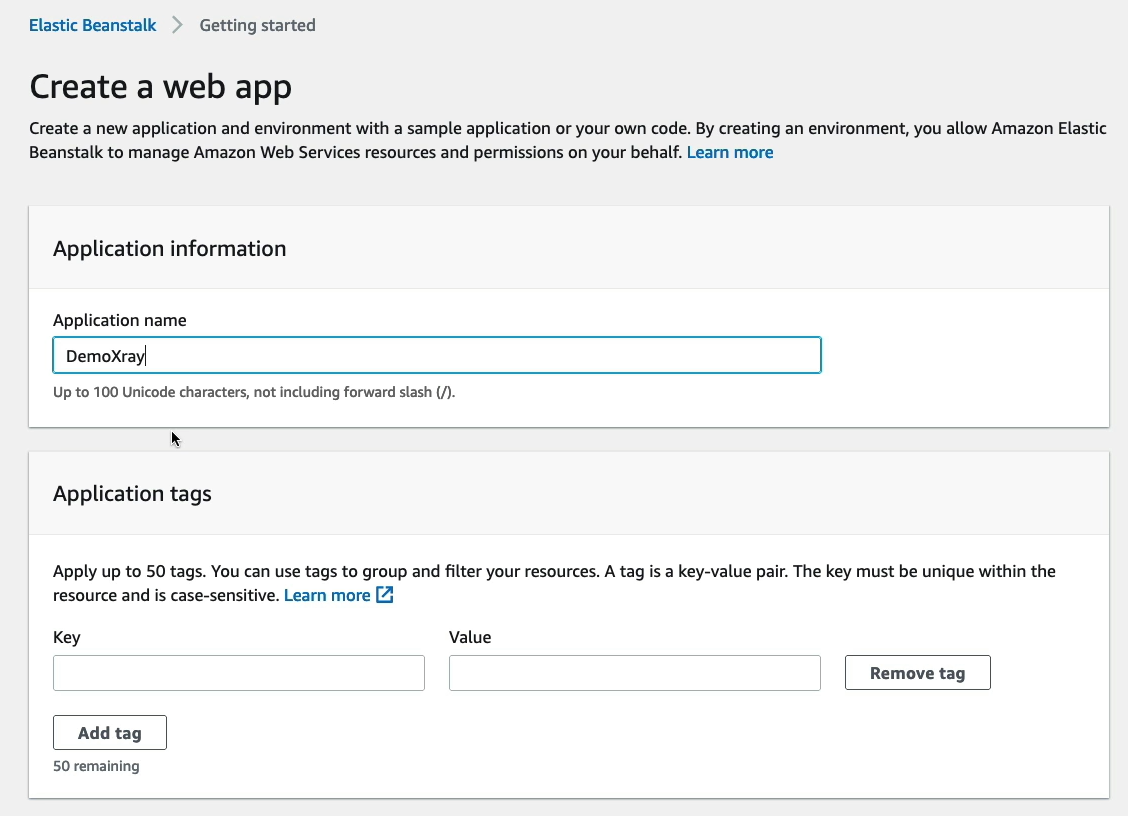 Elastic Beanstalk > Getting started
Create a web app
Create a new application and environment with a sample application or your own code. By creating an environment, you allow Amazon Elastic
Beanstalk to manage Amazon Web Services resources and permissions on your behalf. Learn more
Application information
Application name
DemoXray
Up to 100 Unicode characters, not including forward slash (/).
Application tags
Apply up to 50 tags. You can use tags to group and filter your resources. A tag is a key-value pair. The key must be unique within the
resource and is case-sensitive. Learn more
Key Value
Remove tag
Add tag
50 remaining